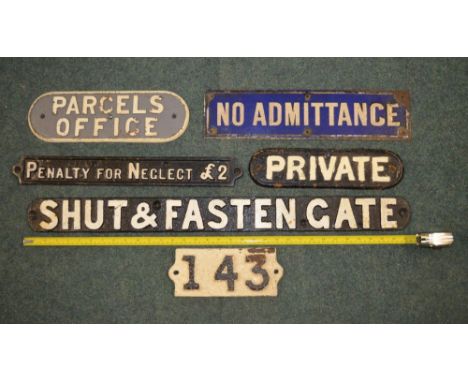 PARCELS
OFFICE
NO ADMITTANCE
PENALTY FOR NEGLECT £2
PRIVATE
SHUT & FASTEN GATE
143